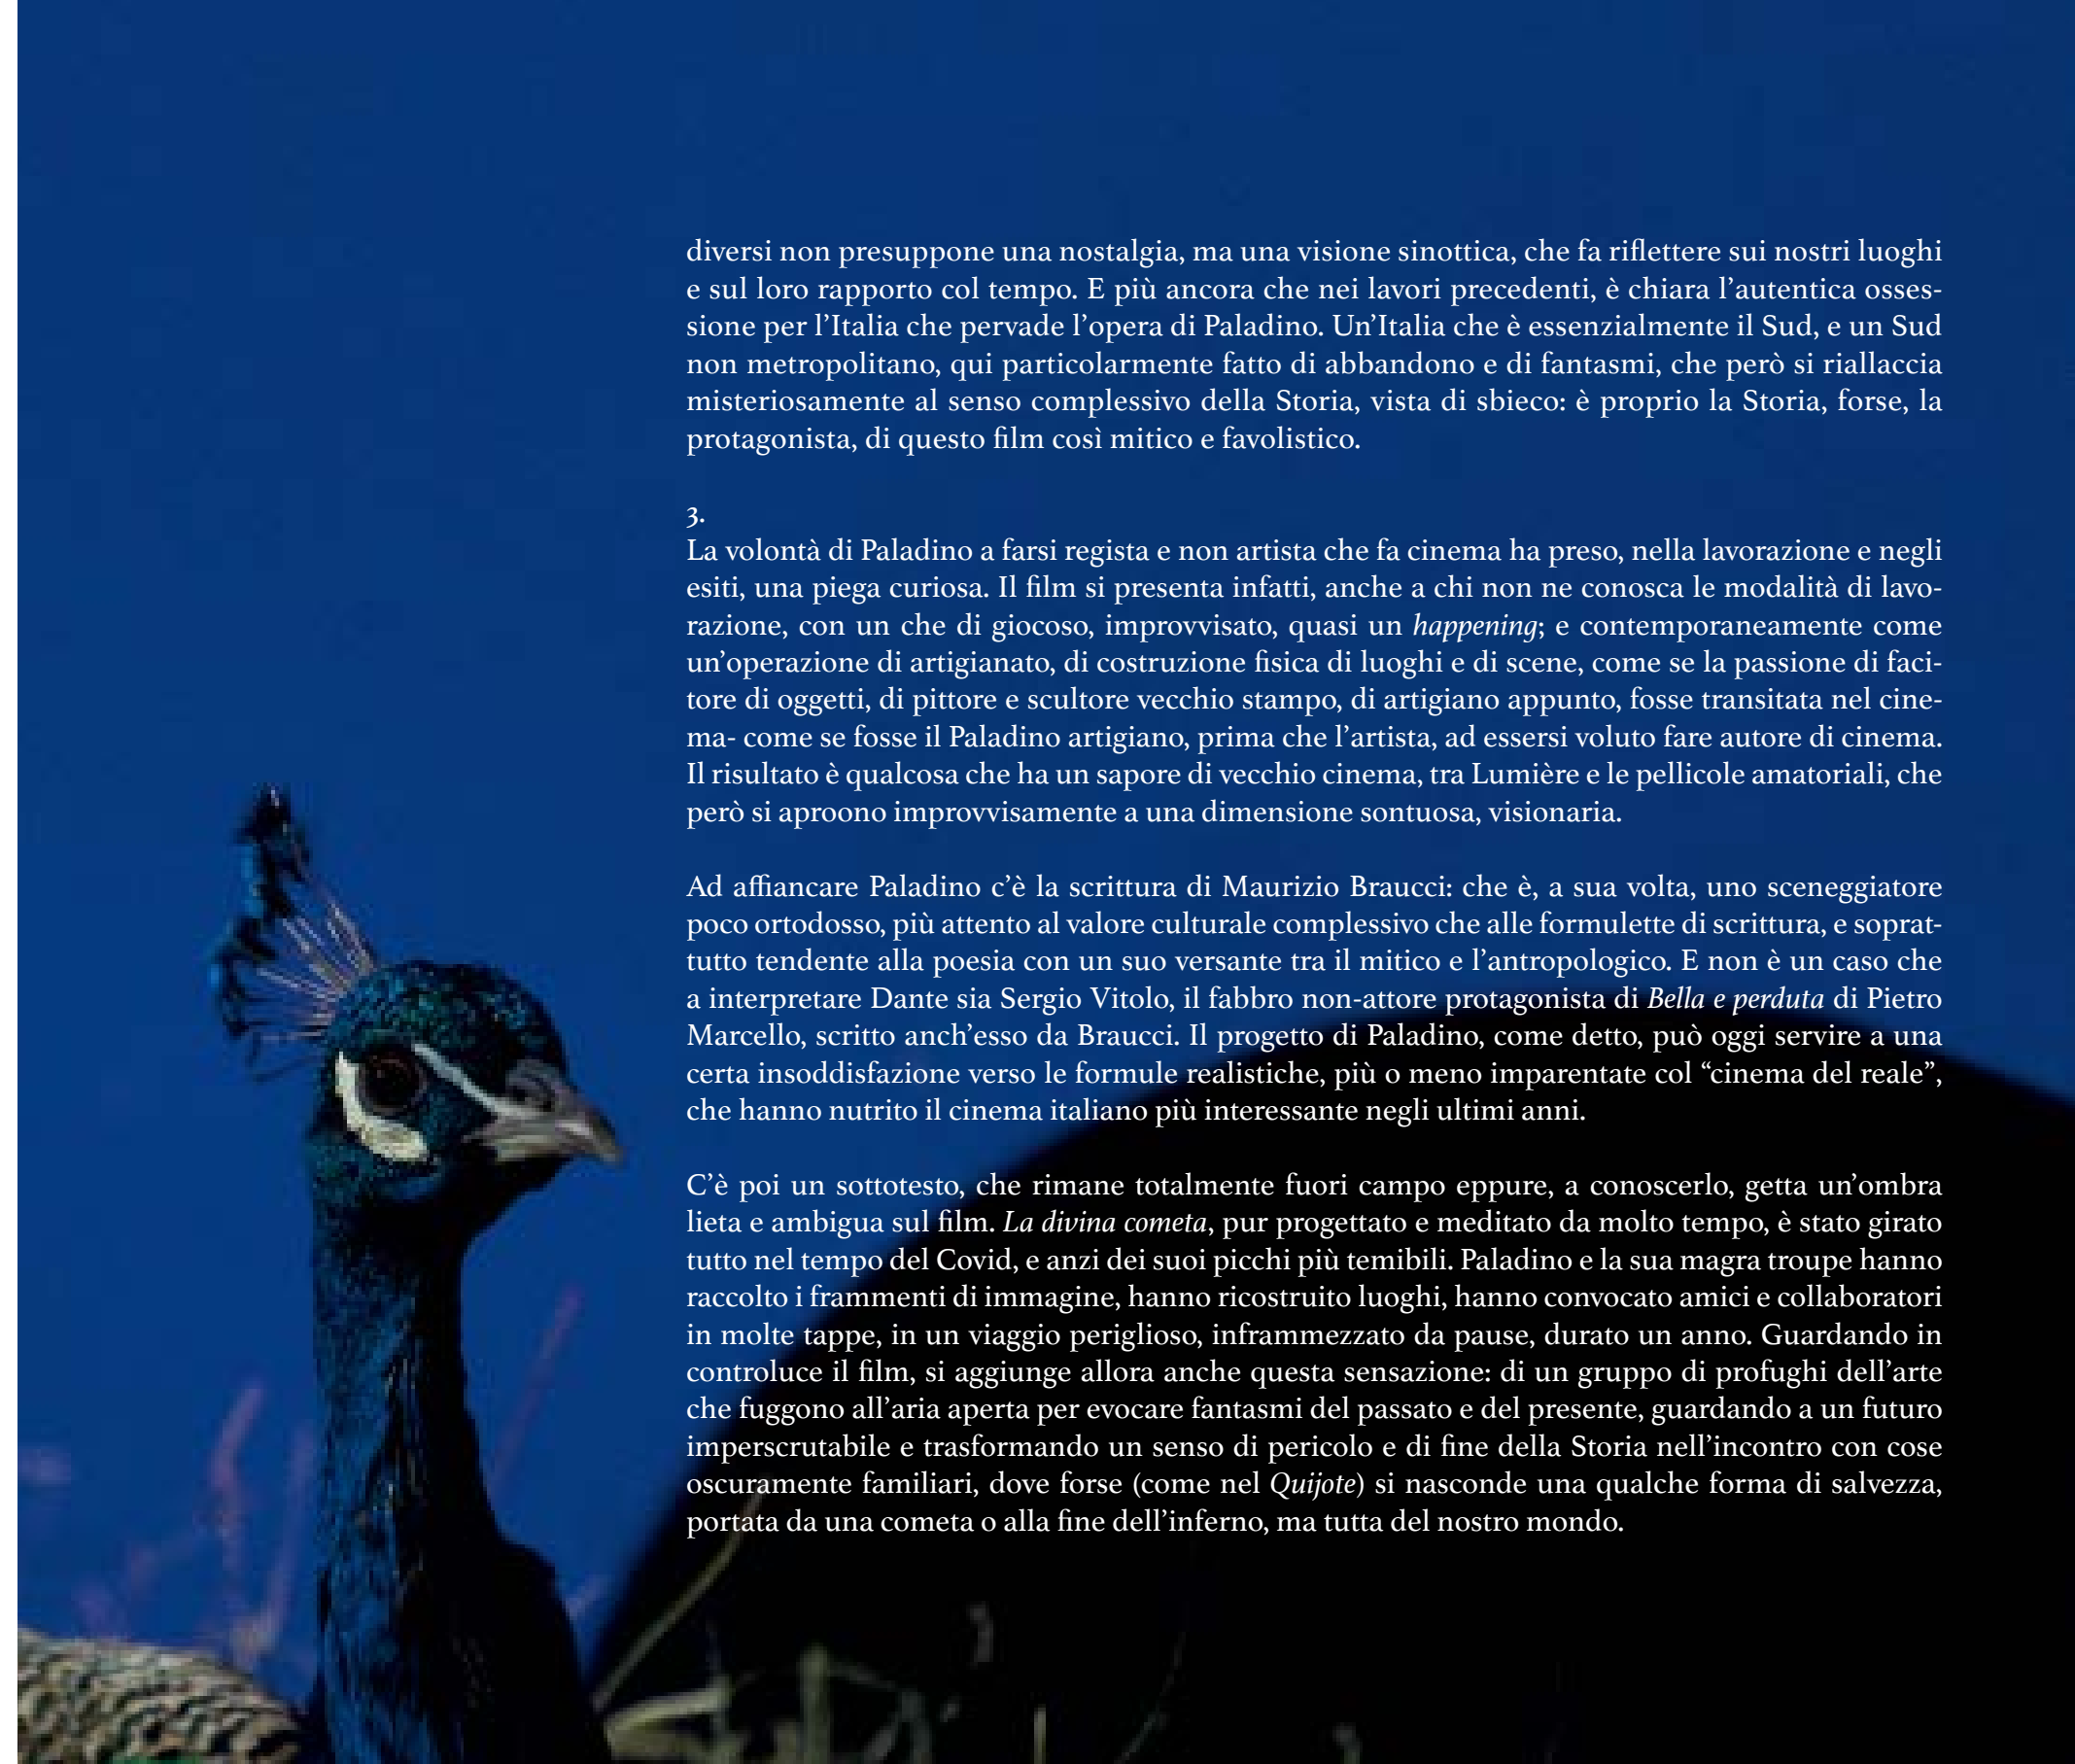 diversi non presuppone una nostalgia, ma una visione sinottica, che fa riflettere sui nostri luoghi
e sul loro rapporto col tempo. E più ancora che nei lavori precedenti, è chiara l’autentica osses-
sione per l’Italia che pervade l’opera di Paladino. Un’Italia che è essenzialmente il Sud, e un Sud
non metropolitano, qui particolarmente fatto di abbandono e di fantasmi, che però si riallaccia
misteriosamente al senso complessivo della Storia, vista di sbieco: è proprio la Storia, forse, la
protagonista, di questo film così mitico e favolistico.
3.
La volontà di Paladino a farsi regista e non artista che fa cinema ha preso, nella lavorazione e negli
esiti, una piega curiosa. Il film si presenta infatti, anche a chi non ne conosca le modalità di lavo-
razione, con un che di giocoso, improvvisato, quasi un happening; e contemporaneamente come
un’operazione di artigianato, di costruzione fisica di luoghi e di scene, come se la passione di faci-
tore di oggetti, di pittore e scultore vecchio stampo, di artigiano appunto, fosse transitata nel cine-
ma- come se fosse il Paladino artigiano, prima che l’artista, ad essersi voluto fare autore di cinema.
Il risultato è qualcosa che ha un sapore di vecchio cinema, tra Lumière e le pellicole amatoriali, che
però si aproono improvvisamente a una dimensione sontuosa, visionaria.
Ad affiancare Paladino c’è la scrittura di Maurizio Braucci: che è, a sua volta, uno sceneggiatore
poco ortodosso, più attento al valore culturale complessivo che alle formulette di scrittura, e soprat-
tutto tendente alla poesia con un suo versante tra il mitico e l’antropologico. E non è un caso che
a interpretare Dante sia Sergio Vitolo, il fabbro non-attore protagonista di Bella e perduta di Pietro
Marcello, scritto anch’esso da Braucci. Il progetto di Paladino, come detto, può oggi servire a una
certa insoddisfazione verso le formule realistiche, più o meno imparentate col “cinema del reale”,
che hanno nutrito il cinema italiano più interessante negli ultimi anni.
C’è poi un sottotesto, che rimane totalmente fuori campo eppure, a conoscerlo, getta un’ombra
lieta e ambigua sul film. La divina cometa, pur progettato e meditato da molto tempo, è stato girato
tutto nel tempo del Covid, e anzi dei suoi picchi più temibili. Paladino e la sua magra troupe hanno
raccolto i frammenti di immagine, hanno ricostruito luoghi, hanno convocato amici e collaboratori
in molte tappe, in un viaggio periglioso, inframmezzato da pause, durato un anno. Guardando in
controluce il film, si aggiunge allora anche questa sensazione: di un gruppo di profughi dell’arte
che fuggono all’aria aperta per evocare fantasmi del passato e del presente, guardando a un futuro
imperscrutabile e trasformando un senso di pericolo e di fine della Storia nell’incontro con cose
oscuramente familiari, dove forse (come nel Quijote) si nasconde una qualche forma di salvezza,
portata da una cometa o alla fine dell’inferno, ma tutta del nostro mondo.